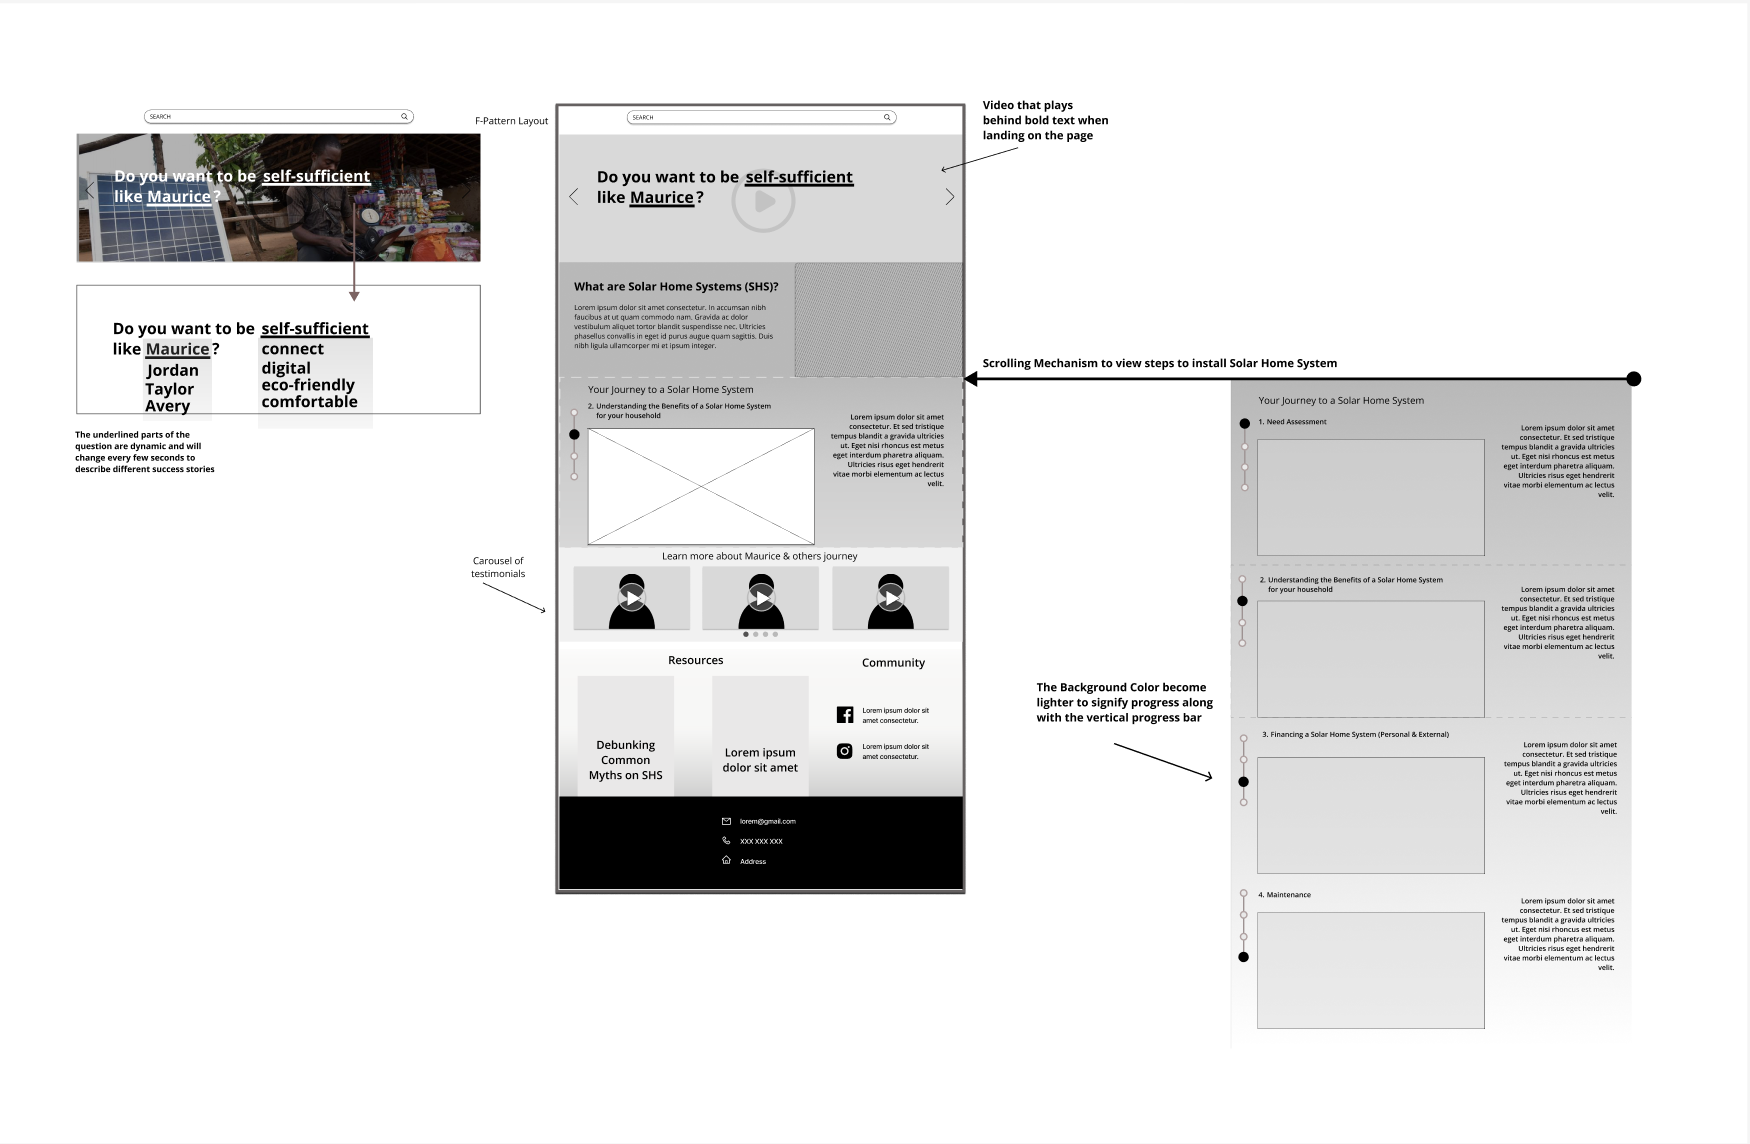 SEARCH
Do you want to be self-sufficient
like Maurice ?
Do you want to be self-sufficient
like Maurice ?
Jordan
Taylor
Avery
connect
digital
eco-friendly
comfortable
The underlined parts of the
question are dynamic and will
change every few seconds to
describe different success stories
F-Pattern Layout
Carousel of
testimonials
SEARCH
Do you want to be self-sufficient
like Maurice ?
What are Solar Home Systems (SHS)?
Lorem ipsum dolor sit amet consectetur. In accumsan nibh
faucibus at ut quam commodo nam. Gravida ac dolor
vestibulum aliquet tortor blandit suspendisse nec. Ultricies
phasellus convallis in eget id purus augue quam sagittis. Duis
nibh ligula ullamcorper mi et ipsum integer.
Your Journey to a Solar Home System
2. Understanding the Benefits of a Solar Home System
for your household
Lorem ipsum dolor sit amet
consectetur. Et sed tristique
tempus blandit a gravida ultricies
ut. Eget nisi rhoncus est metus
eget interdum pharetra aliquam.
Ultricies risus eget hendrerit
vitae morbi elementum ac lectus
velit.
Learn more about Maurice & others journey
Resources
Debunking
Common
Myths on SHS
Lorem ipsum
dolor sit amet
Community
Lorem ipsum dolor sit
amet consectetur.
Lorem ipsum dolor sit
amet consectetur.
lorem@gmail.com
XXX XXX XXX
Address
Video that plays
behind bold text when
landing on the page
Scrolling Mechanism to view steps to install Solar Home System
The Background Color become
lighter to signify progress along
with the vertical progress bar
Your Journey to a Solar Home System
1. Need Assessment
Lorem ipsum dolor sit amet
consectetur. Et sed tristique
tempus blandit a gravida ultricies
ut. Eget nisi rhoncus est metus
eget interdum pharetra aliquam.
Ultricies risus eget hendrerit
vitae morbi elementum ac lectus
velit.
2. Understanding the Benefits of a Solar Home System
for your household
Lorem ipsum dolor sit amet
consectetur. Et sed tristique
tempus blandit a gravida ultricies
ut. Eget nisi rhoncus est metus
eget interdum pharetra aliquam.
Ultricies risus eget hendrerit
vitae morbi elementum ac lectus
velit.
3. Financing a Solar Home System (Personal & External)
Lorem ipsum dolor sit amet
consectetur. Et sed tristique
tempus blandit a gravida ultricies
ut. Eget nisi rhoncus est metus
eget interdum pharetra aliquam.
Ultricies risus eget hendrerit
vitae morbi elementum ac lectus
velit.
4. Maintenance
Lorem ipsum dolor sit amet
consectetur. Et sed tristique
tempus blandit a gravida ultricies
ut. Eget nisi rhoncus est metus
eget interdum pharetra aliquam.
Ultricies risus eget hendrerit
vitae morbi elementum ac lectus
velit.